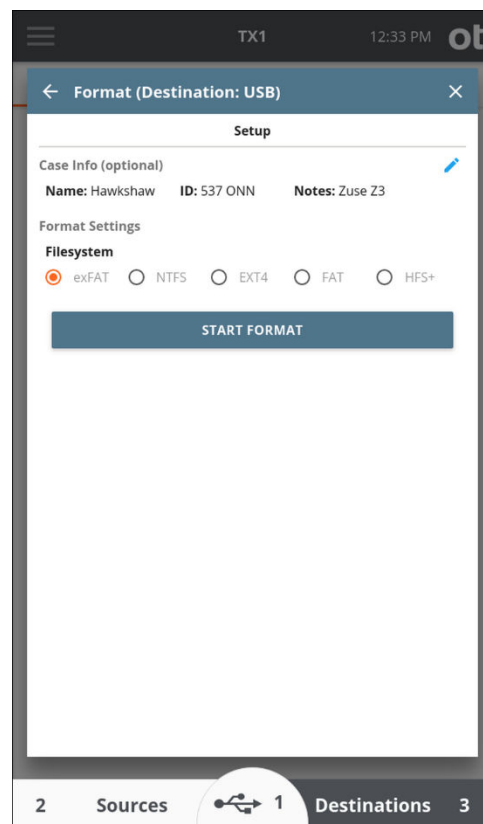 TX1 12:33 PM ot
Format (Destination: USB)
Setup
Case Info (optional)
Name: Hawkshaw ID: 537 ONN Notes: Zuse Z3
Format Settings
Filesystem
exFAT NTFS EXT4 FAT HFS+
START FORMAT
2 Sources 1 Destinations 3